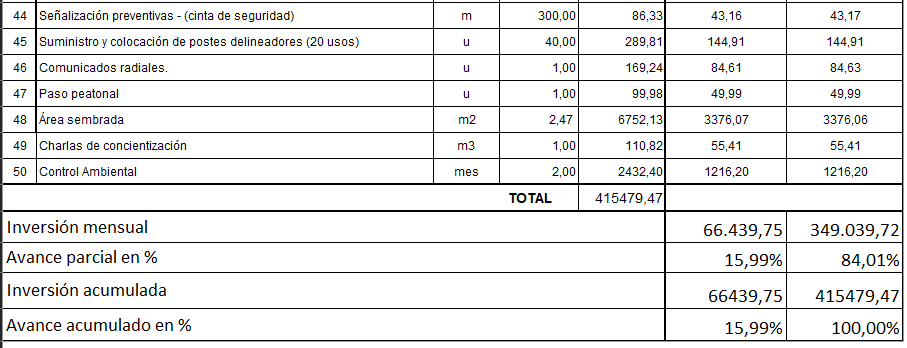 44 Señalización preventivas - (cinta de seguridad) m 300,00 86,33 43,16 43,17
45 Suministro y colocación de postes delineadores (20 usos) u 40,00 289,81 144,91 144,91
46 Comunicados radiales. u 1,00 169,24 84,61 84,63
47 Paso peatonal u 1,00 99,98 49,99 49,99
48 Área sembrada m2 2,47 6752,13 3376,07 3376,06
49 Charlas de concientización m3 1,00 110,82 55,41 55,41
50 Control Ambiental mes 2,00 2432,40 1216,20 1216,20
TOTAL 415479,47
Inversión mensual 66.439,75 349.039,72
Avance parcial en % 15,99% 84,01%
Inversión acumulada 66439,75 415479,47
Avance acumulado en % 15,99% 100,00%